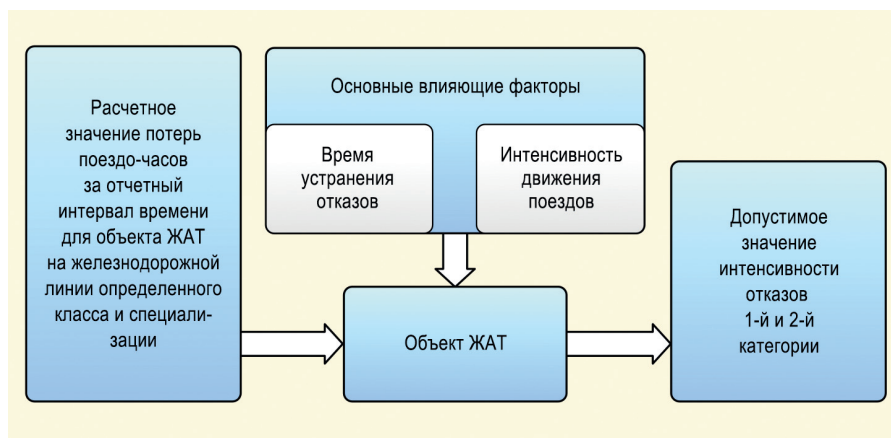 Расчетное
значение потерь
поездо-часов
за отчетный
интервал времени
для объекта ЖАТ
на железнодорожной
линии определенного
класса и специали-
зации
Основные влияющие факторы
Время
устранения
отказов
Интенсивность
движения
поездов
Объект ЖАТ
Допустимое
значение
интенсивности
отказов
1-й и 2-й
категории